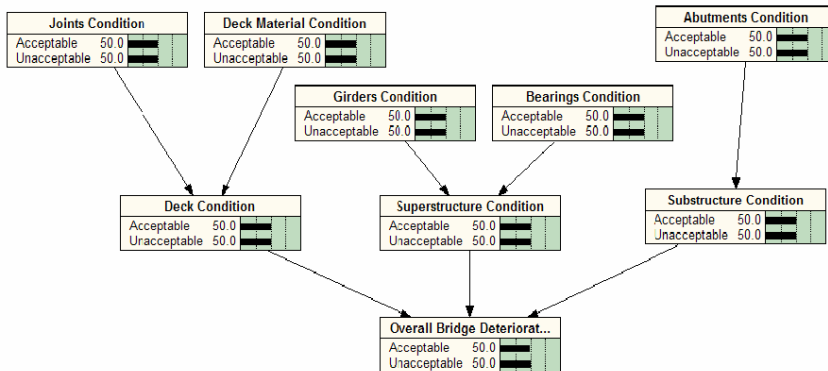 Joints Condition
Acceptable 50.0
Unacceptable 50.0
Deck Material Condition
Acceptable 50.0
Unacceptable 50.0
Abutments Condition
Acceptable 50.0
Unacceptable 50.0
Girders Condition
Acceptable 50.0
Unacceptable 50.0
Bearings Condition
Acceptable 50.0
Unacceptable 50.0
Deck Condition
Acceptable 50.0
Unacceptable 50.0
Superstructure Condition
Acceptable 50.0
Unacceptable 50.0
Substructure Condition
Acceptable 50.0
Unacceptable 50.0
Overall Bridge Deteriorat...
Acceptable 50.0
Unacceptable 50.0